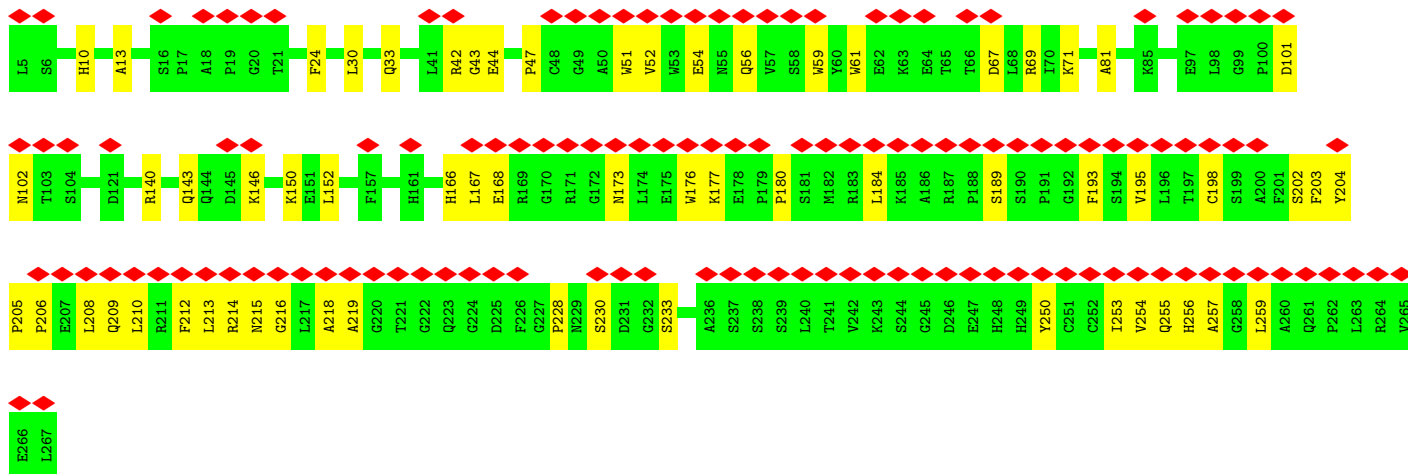 L5 S6 H10 A13 S16 P17 A18 P19 G20 T21 F24 L30 Q33 L41 R42 G43 E44 P47 C48 G49 A50 W51 V52 W53 E54 N55 Q56 V57 S58 W59 Y60 W61 E62 K63 E64 T65 T66 D67 L68 R69 I70 K71 A81 K85 E97 L98 G99 P100 D101
N102 T103 S104 D121 R140 Q143 Q144 D145 K146 K150 E151 L152 F157 H161 H166 L167 E168 R169 G170 R171 G172 N173 L174 E175 W176 K177 E178 P179 P180 S181 M182 R183 L184 K185 A186 R187 P188 S189 S190 P191 G192 F193 S194 V195 L196 T197 C198 S199 A200 F201 S202 F203 Y204
P205 P206 E207 L208 Q209 L210 R211 F212 L213 R214 N215 G216 L217 A218 A219 G220 T221 G222 Q223 G224 D225 F226 G227 P228 N229 S230 D231 G232 S233 A236 S237 S238 S239 L240 T241 V242 K243 S244 G245 D246 E247 H248 H249 Y250 C251 C252 I253 V254 Q255 H256 A257 G258 L259 A260 Q261 P262 L263 R264 V265
E266 L267